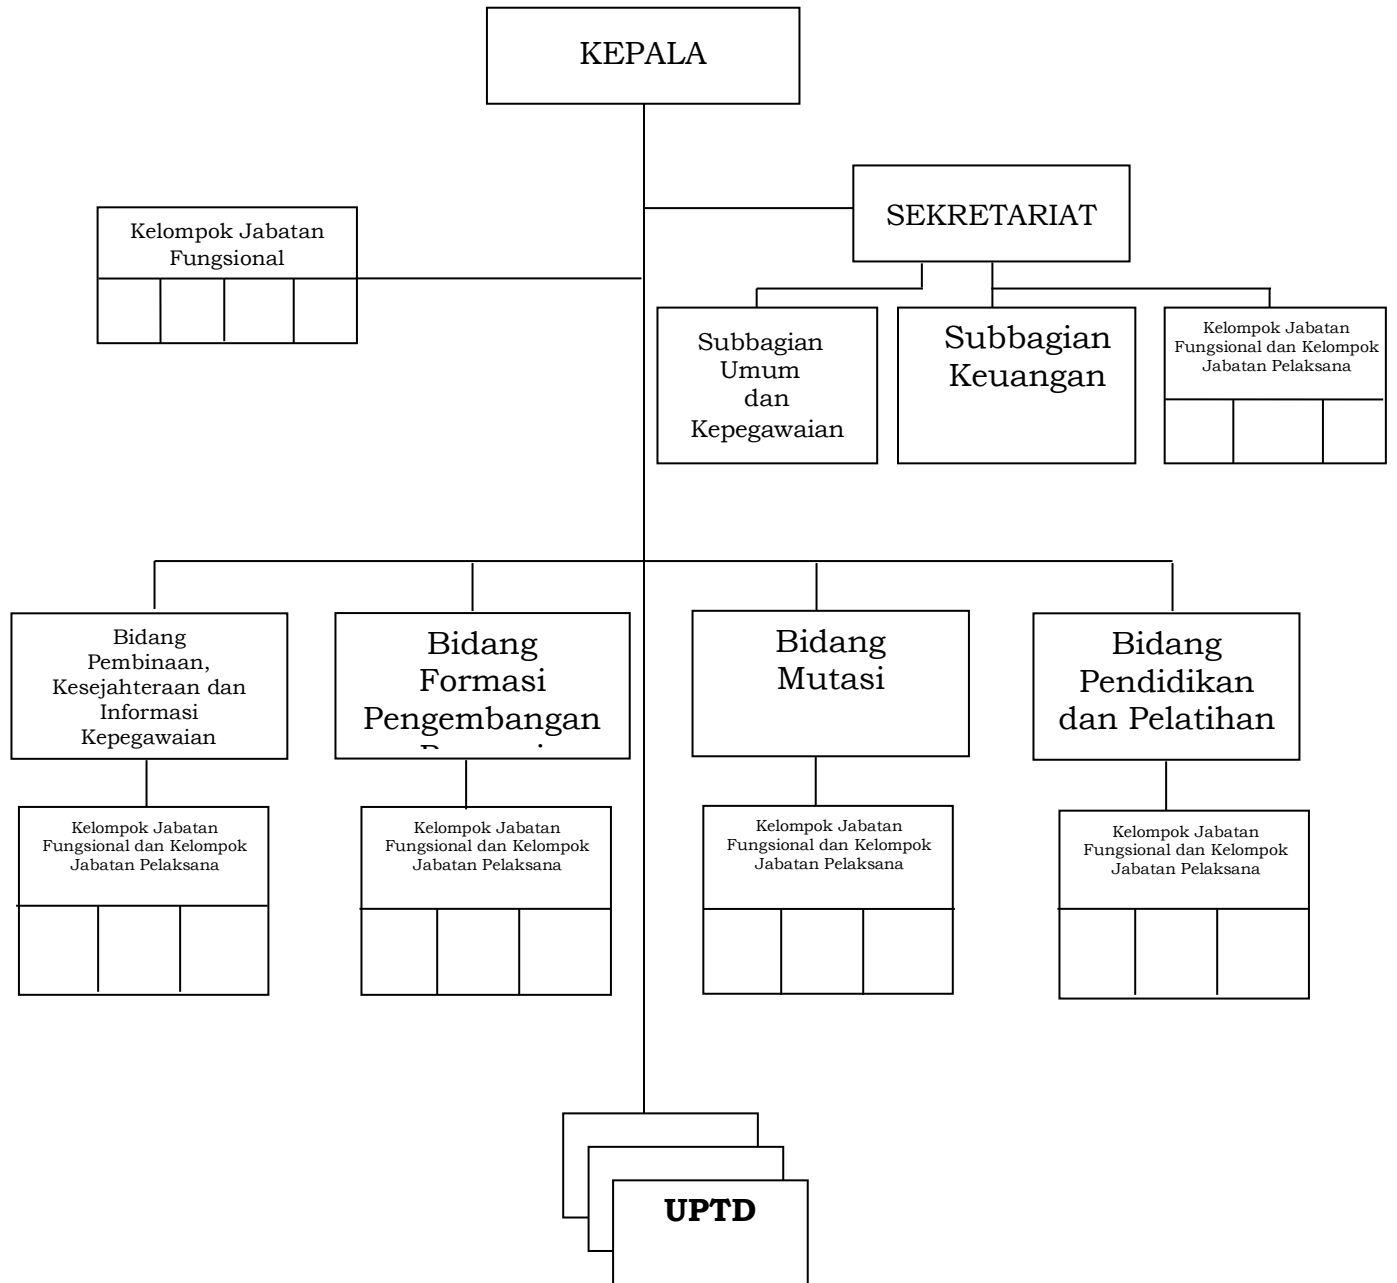 KEPALA
SEKRETARIAT
Kelompok Jabatan
Fungsional
Subbagian
Umum
dan
Kepegawaian
Subbagian
Keuangan
Kelompok Jabatan
Fungsional dan Kelompok
Jabatan Pelaksana
Bidang
Pembinaan,
Kesejahteraan dan
Informasi
Kepegawaian
Bidang
Formasi
Pengembangan
Bidang
Mutasi
Bidang
Pendidikan
dan Pelatihan
Kelompok Jabatan
Fungsional dan Kelompok
Jabatan Pelaksana
Kelompok Jabatan
Fungsional dan Kelompok
Jabatan Pelaksana
Kelompok Jabatan
Fungsional dan Kelompok
Jabatan Pelaksana
Kelompok Jabatan
Fungsional dan Kelompok
Jabatan Pelaksana
UPTD